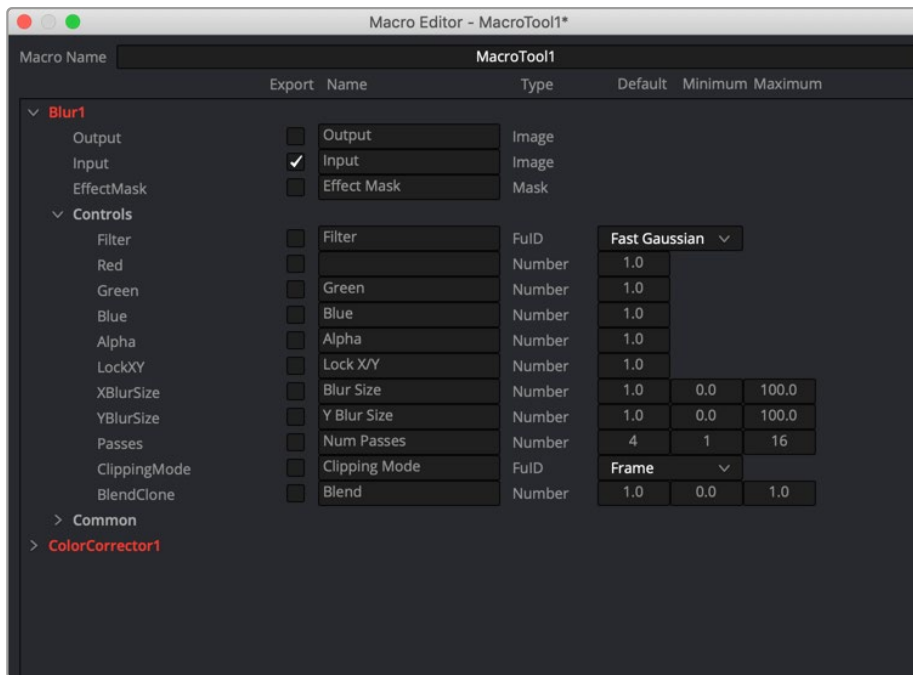 Macro Editor - MacroTool1*
Macro Name MacroTool1
Export Name Type Default Minimum Maximum
Blur1
Output Output Image
Input Input Image
EffectMask Effect Mask Mask
Controls
Filter Filter FuID Fast Gaussian
Red Number 1.0
Green Green Number 1.0
Blue Blue Number 1.0
Alpha Alpha Number 1.0
LockXY Lock X/Y Number 1.0
XBlurSize Blur Size Number 1.0 0.0 100.0
YBlurSize Y Blur Size Number 1.0 0.0 100.0
Passes Num Passes Number 4 1 16
ClippingMode Clipping Mode FuID Frame
BlendClone Blend Number 1.0 0.0 1.0
Common
ColorCorrector1